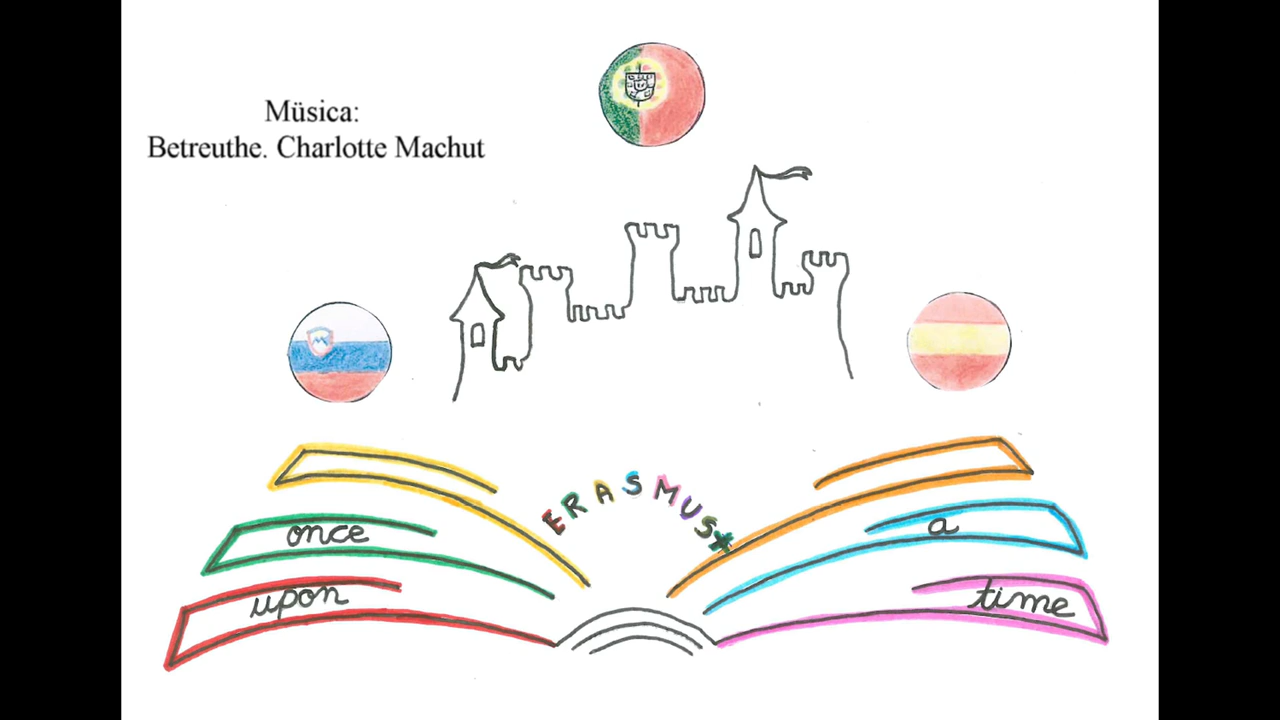 Müsica:
Betreuthe. Charlotte Machut
ERASMUS+
once
a
upon
time